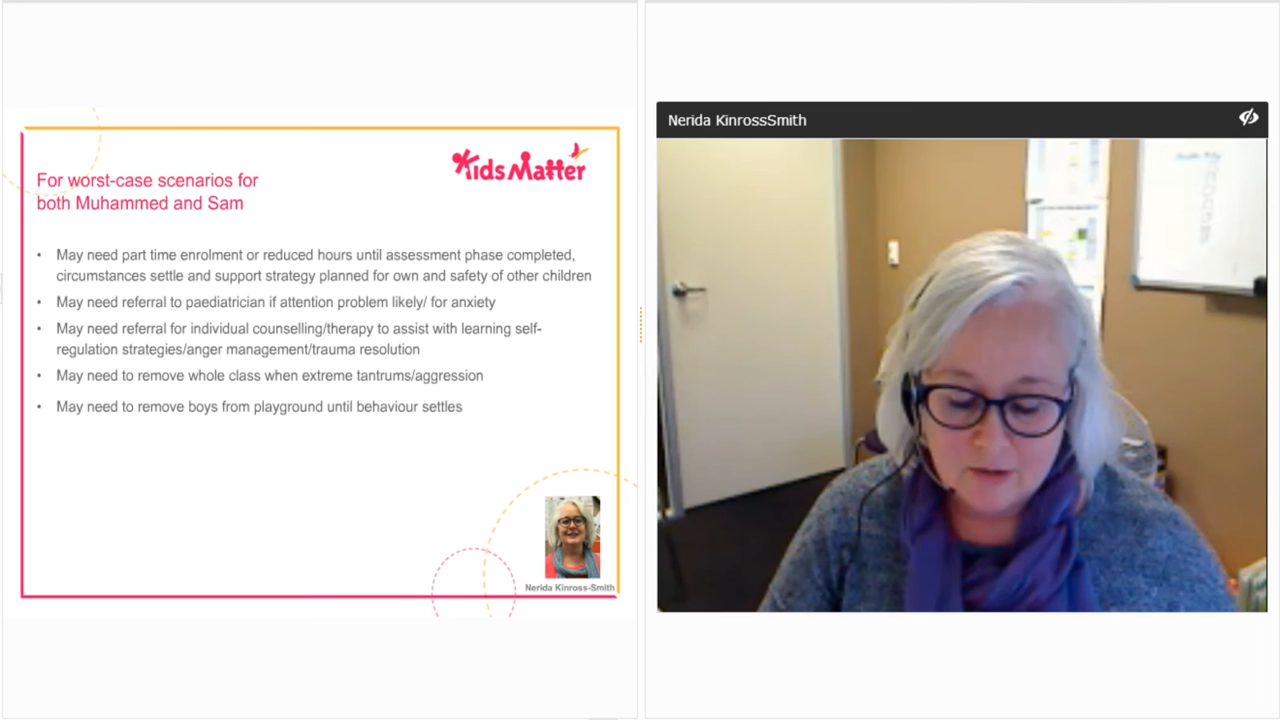 KidsMatter
For worst-case scenarios for
both Muhammed and Sam
• May need part time enrolment or reduced hours until assessment phase completed,
circumstances settle and support strategy planned for own and safety of other children
• May need referral to paediatrician if attention problem likely/ for anxiety
• May need referral for individual counselling/therapy to assist with learning self-
regulation strategies/anger management/trauma resolution
• May need to remove whole class when extreme tantrums/aggression
• May need to remove boys from playground until behaviour settles
Nerida Kinross-Smith
Nerida KinrossSmith